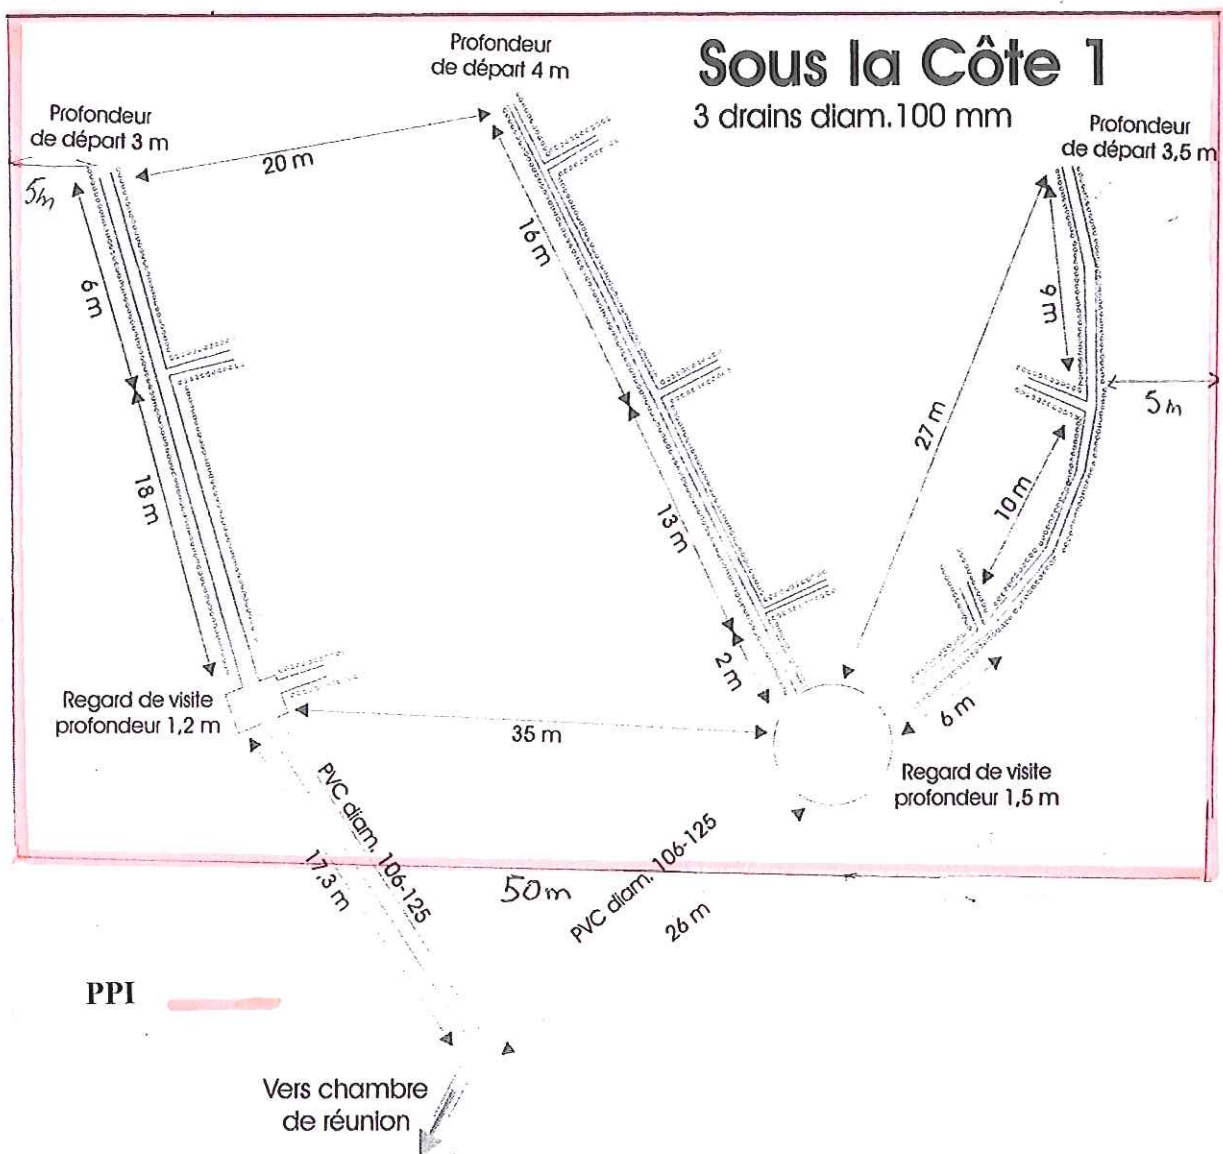 Sous la Côte 1
3 drains diam.100 mm
Profondeur
de départ 4 m
Profondeur
de départ 3 m
Profondeur
de départ 3,5 m
20 m
5m
16 m
6 m
9 m
5m
27 m
18 m
10 m
13 m
2 m
6 m
Regard de visite
profondeur 1,2 m
35 m
Regard de visite
profondeur 1,5 m
PVC diam. 106-125
17,3 m
PVC diam. 106-125
26 m
50m
PPI
Vers chambre
de réunion